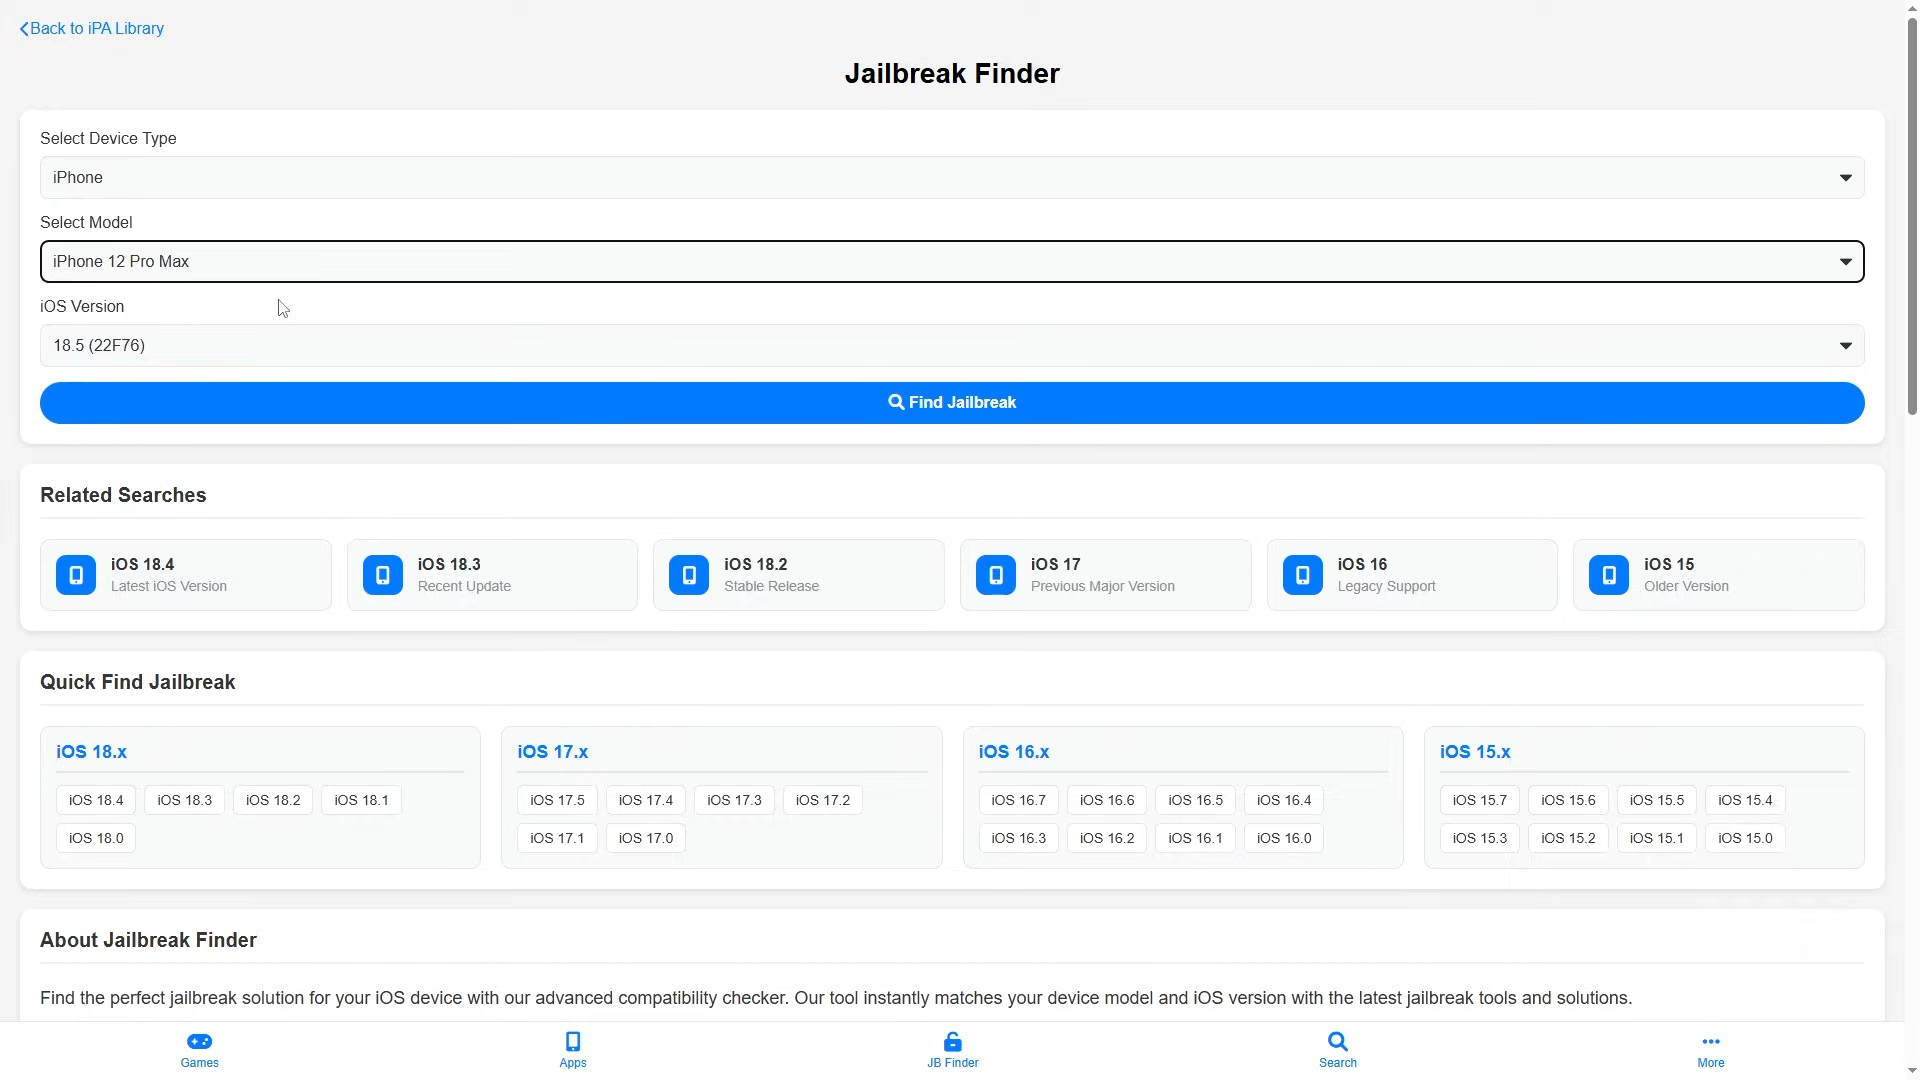 Back to iPA Library
Jailbreak Finder
Select Device Type
iPhone
Select Model
iPhone 12 Pro Max
iOS Version
18.5 (22F76)
Find Jailbreak
Related Searches
iOS 18.4
Latest iOS Version
iOS 18.3
Recent Update
iOS 18.2
Stable Release
iOS 17
Previous Major Version
iOS 16
Legacy Support
iOS 15
Older Version
Quick Find Jailbreak
iOS 18.x
iOS 18.4 iOS 18.3 iOS 18.2 iOS 18.1
iOS 18.0
iOS 17.x
iOS 17.5 iOS 17.4 iOS 17.3 iOS 17.2
iOS 17.1 iOS 17.0
iOS 16.x
iOS 16.7 iOS 16.6 iOS 16.5 iOS 16.4
iOS 16.3 iOS 16.2 iOS 16.1 iOS 16.0
iOS 15.x
iOS 15.7 iOS 15.6 iOS 15.5 iOS 15.4
iOS 15.3 iOS 15.2 iOS 15.1 iOS 15.0
About Jailbreak Finder
Find the perfect jailbreak solution for your iOS device with our advanced compatibility checker. Our tool instantly matches your device model and iOS version with the latest jailbreak tools and solutions.
Games
Apps
JB Finder
Search
More